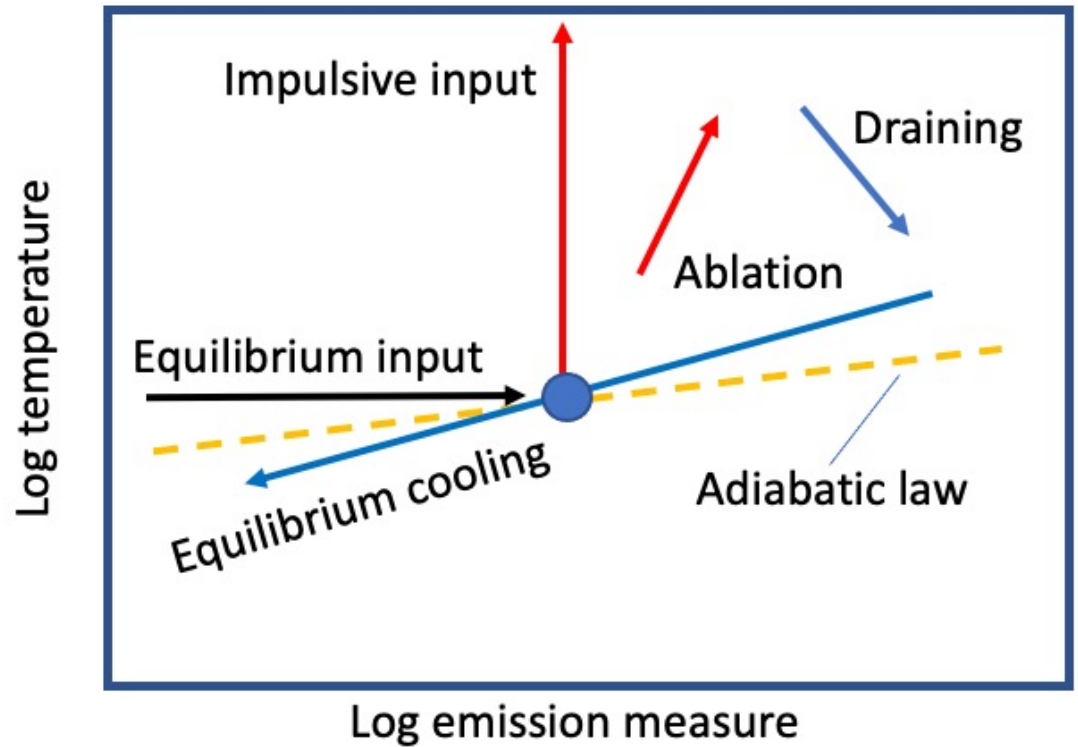 Impulsive input
Draining
Ablation
Equilibrium input
Equilibrium cooling
Adiabatic law
Log temperature
Log emission measure